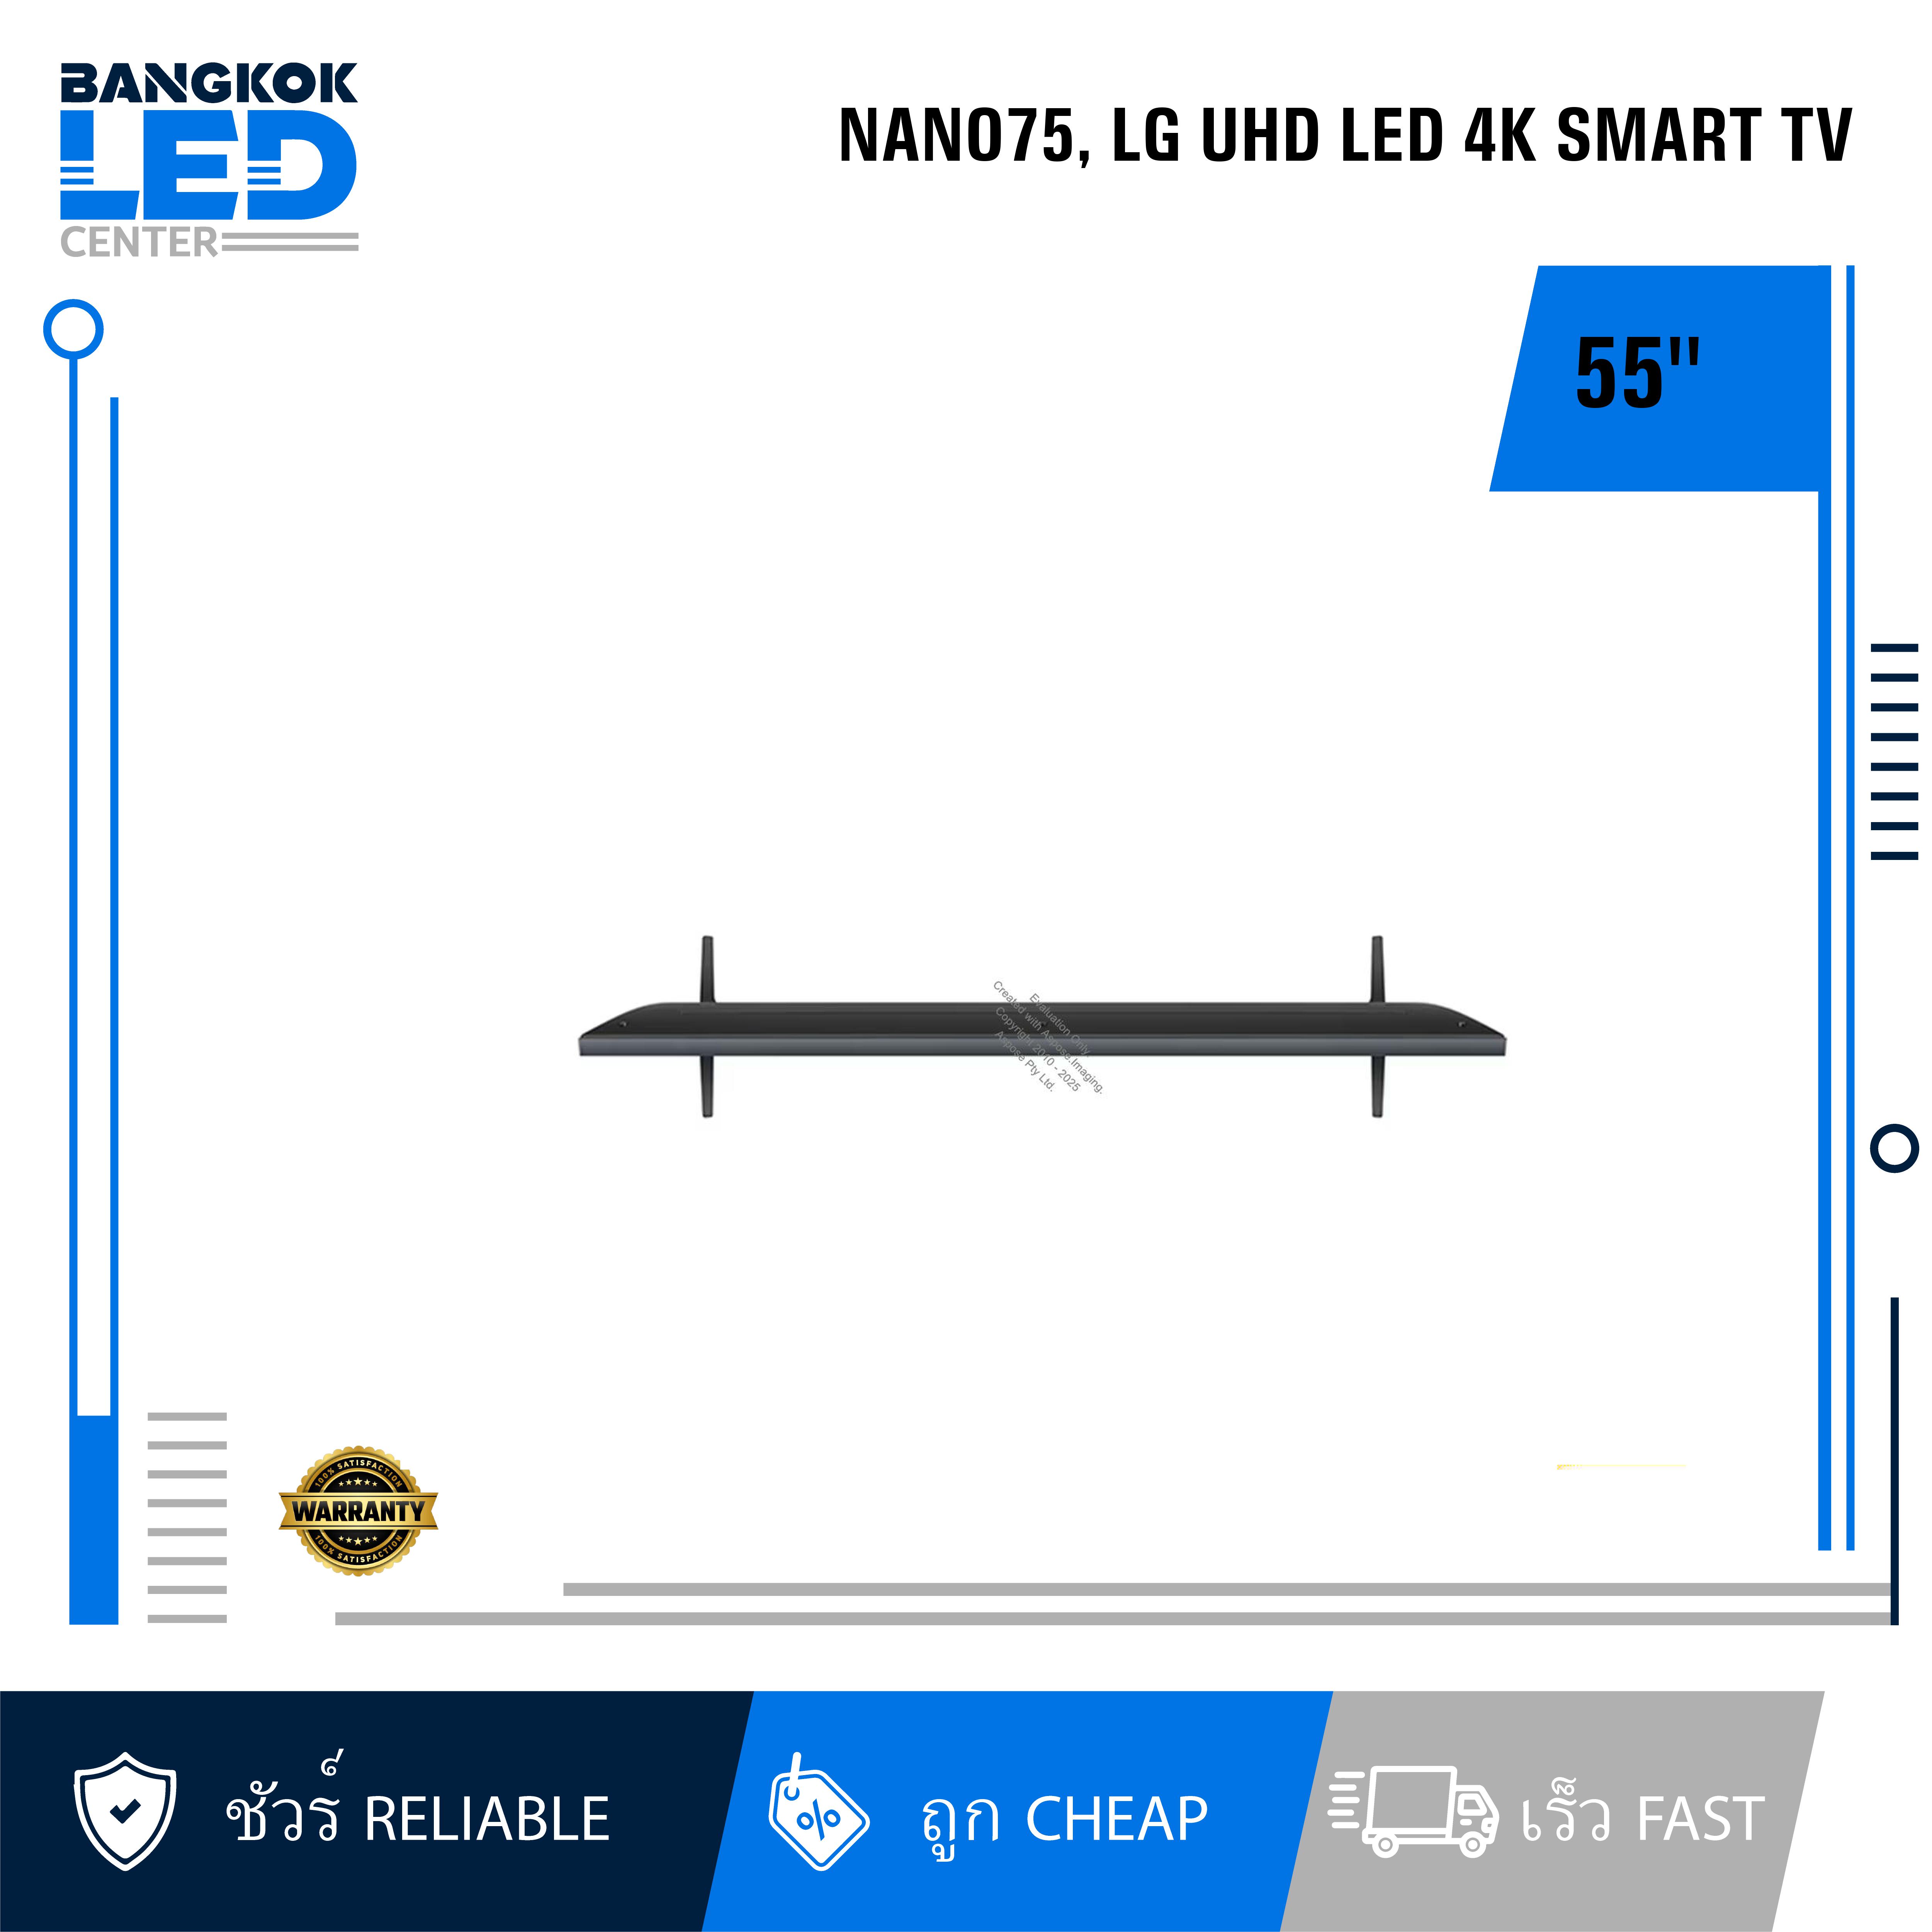 BANGKOK
LED
CENTER
NANO75, LG UHD LED 4K SMART TV
55"
Evaluation Only.
Created with Aspose.Imaging.
Copyright 2010 - 2025
Aspose Pty Ltd.
100% SATISFACTION
WARRANTY
100% SATISFACTION
ชัวร์ RELIABLE
ถูก CHEAP
เร็ว FAST